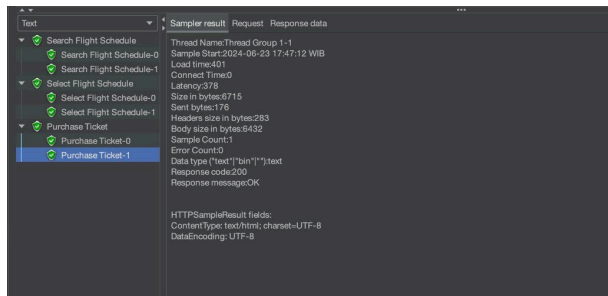 Text
Search Flight Schedule
Search Flight Schedule-0
Search Flight Schedule-1
Select Flight Schedule
Select Flight Schedule-0
Select Flight Schedule-1
Purchase Ticket
Purchase Ticket-0
Purchase Ticket-1
Sampler result Request Response data
Thread Name:Thread Group 1-1
Sample Start:2024-06-23 17:47:12 WIB
Load time:401
Connect Time:0
Latency:378
Size in bytes:6715
Sent bytes:176
Headers size in bytes:283
Body size in bytes:6432
Sample Count:1
Error Count:0
Data type ("text"|"bin"|""):text
Response code:200
Response message:OK
HTTPSampleResult fields:
ContentType: text/html; charset=UTF-8
DataEncoding: UTF-8